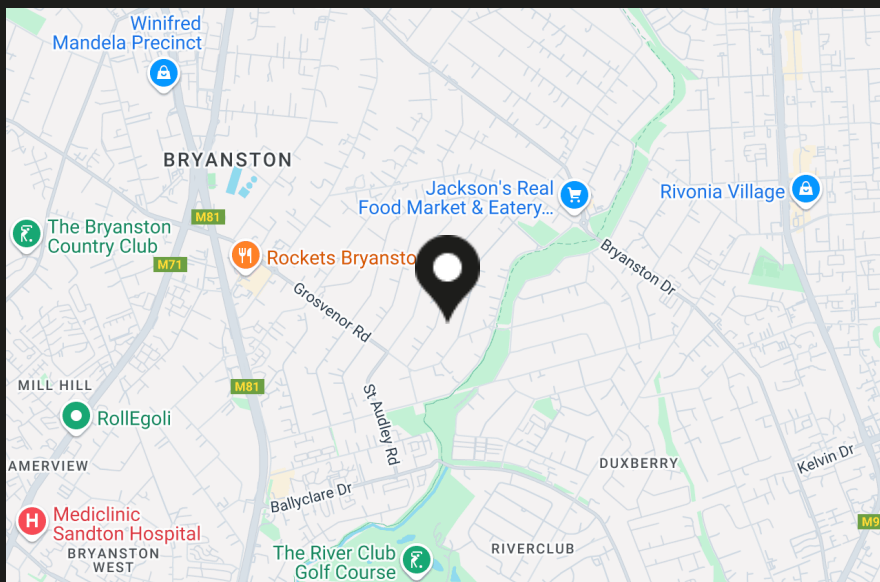 Winifred
Mandela Precinct
BRYANSTON
Jackson's Real
Food Market & Eatery...
Rivonia Village
M81
The Bryanston
Country Club
M71
Rockets Bryansto
Bryanston Dr
Grosvenor Rd
MILL HILL
M81
St Audley Rd
RollEgoli
AMERVIEW
DUXBERRY
Kelvin Dr
Ballyclare Dr
H
Mediclinic
Sandton Hospital
M9
BRYANSTON
WEST
The River Club
Golf Course
RIVERCLUB